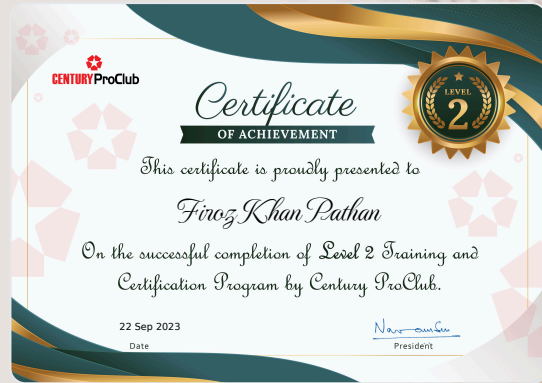 CENTURY ProClub
Certificate
OF ACHIEVEMENT
LEVEL
2
This certificate is proudly presented to
Firoz Khan Pathan
On the successful completion of Level 2 Training and
Certification Program by Century ProClub.
22 Sep 2023
Date
President